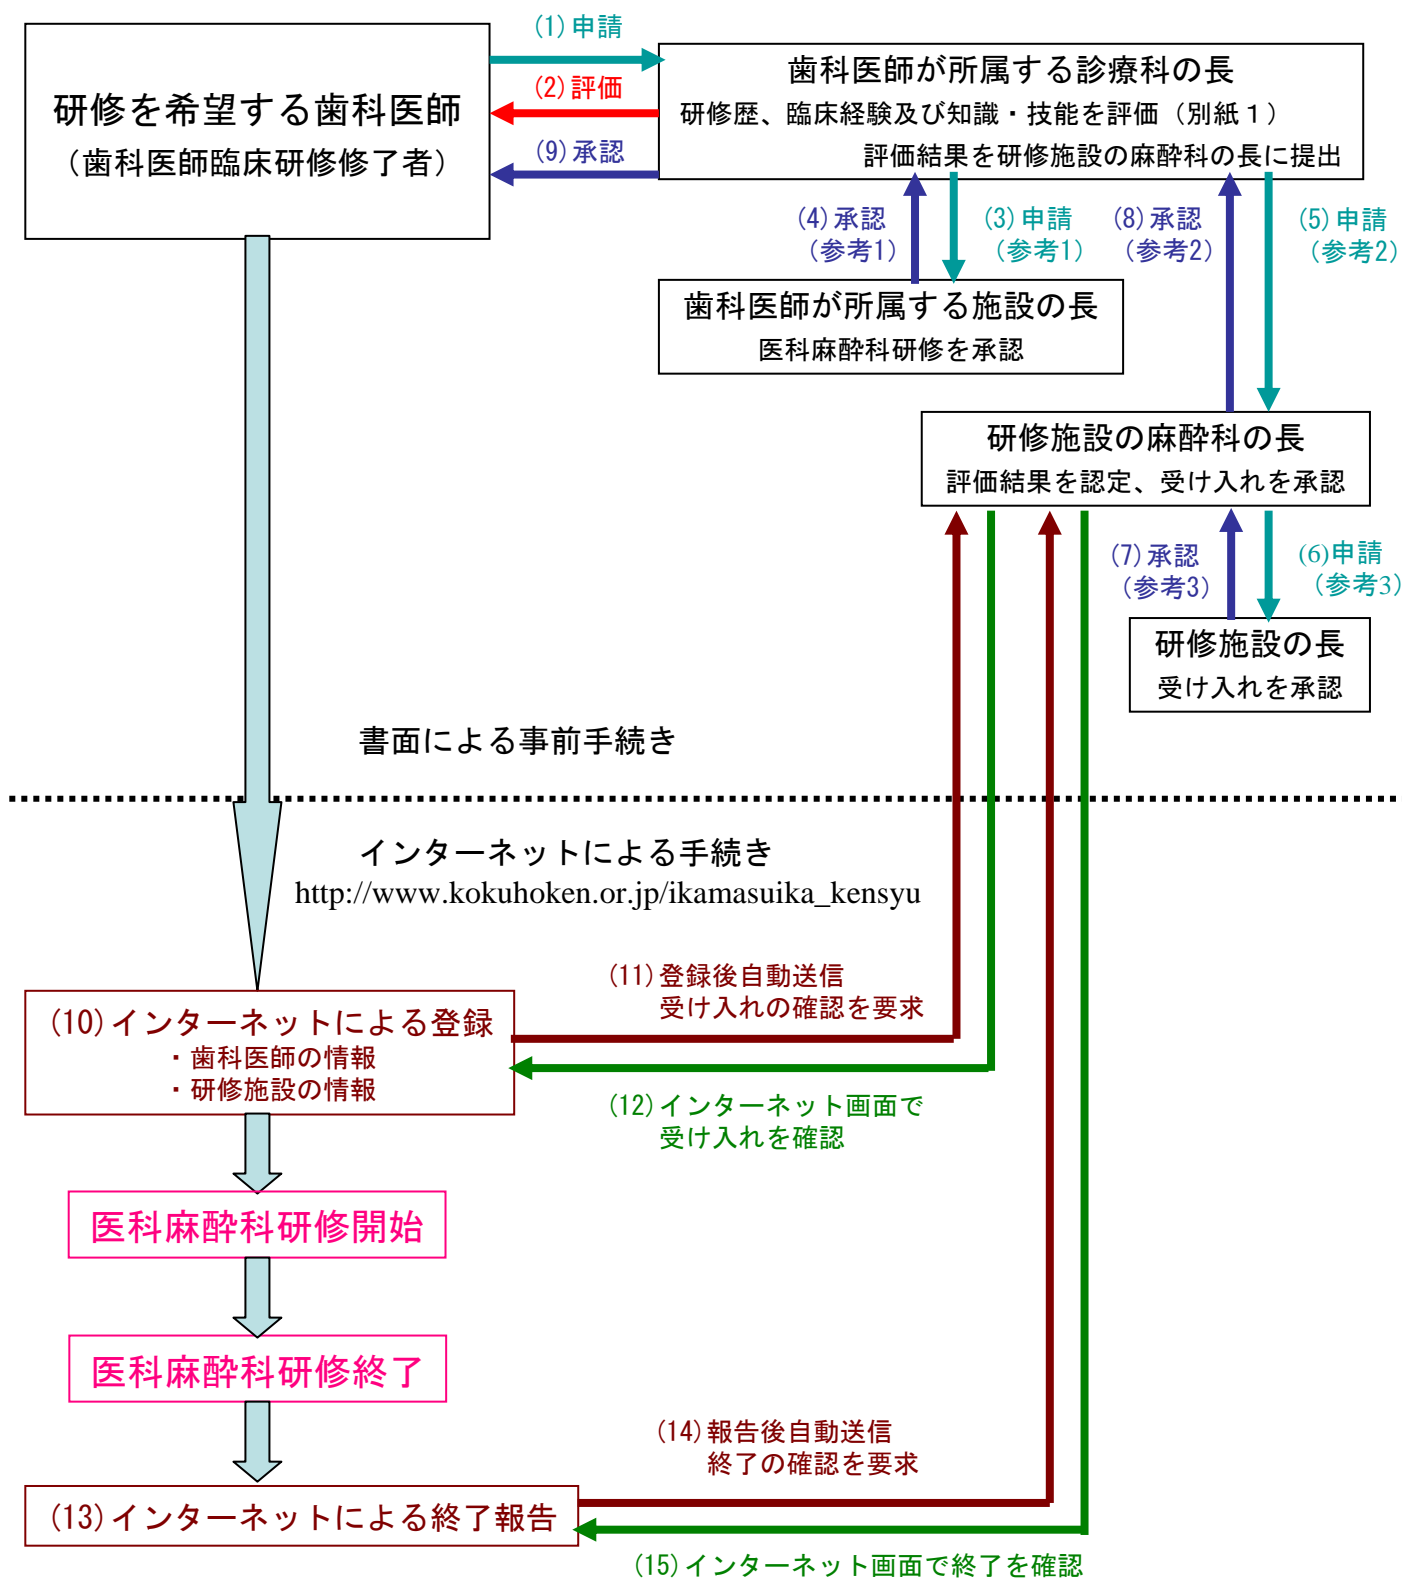 (1)申請
研修を希望する歯科医師
（歯科医師臨床研修修了者）
(2)評価
(9)承認
歯科医師が所属する診療科の長
研修歴、臨床経験及び知識・技能を評価（別紙１）
評価結果を研修施設の麻酔科の長に提出
(4)承認
（参考1）
(3)申請
（参考1）
(8)承認
（参考2）
(5)申請
（参考2）
歯科医師が所属する施設の長
医科麻酔科研修を承認
研修施設の麻酔科の長
評価結果を認定、受け入れを承認
(7)承認
（参考3）
(6)申請
（参考3）
研修施設の長
受け入れを承認
書面による事前手続き
インターネットによる手続き
http://www.kokuhoken.or.jp/ikamasuika_kensyu
(11)登録後自動送信
受け入れの確認を要求
(10)インターネットによる登録
・歯科医師の情報
・研修施設の情報
(12)インターネット画面で
受け入れを確認
医科麻酔科研修開始
医科麻酔科研修終了
(14)報告後自動送信
終了の確認を要求
(13)インターネットによる終了報告
(15)インターネット画面で終了を確認